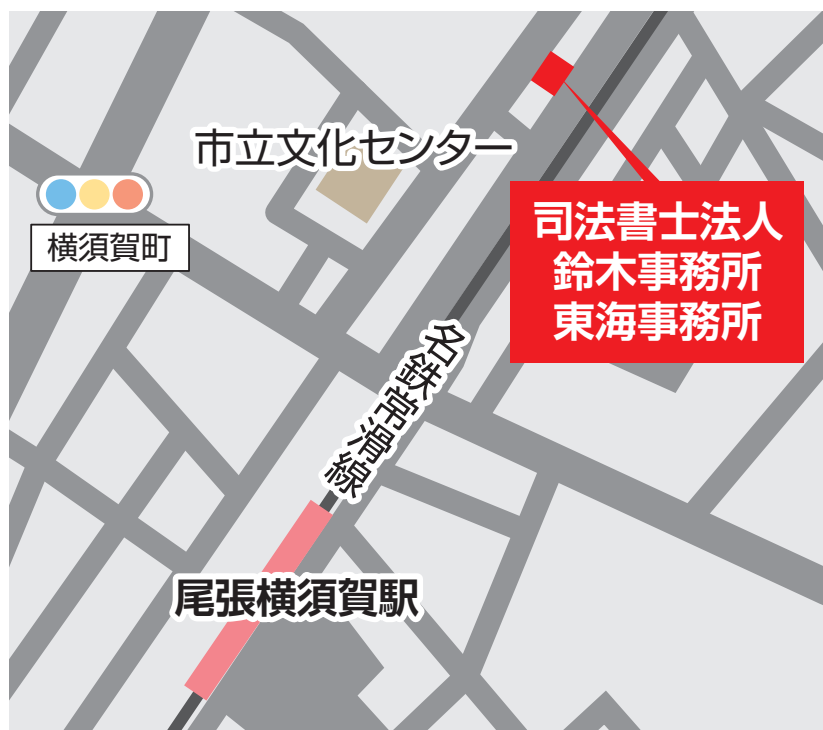 市立文化センター
横須賀町
司法書士法人
鈴木事務所
東海事務所
名鉄常滑線
尾張横須賀駅